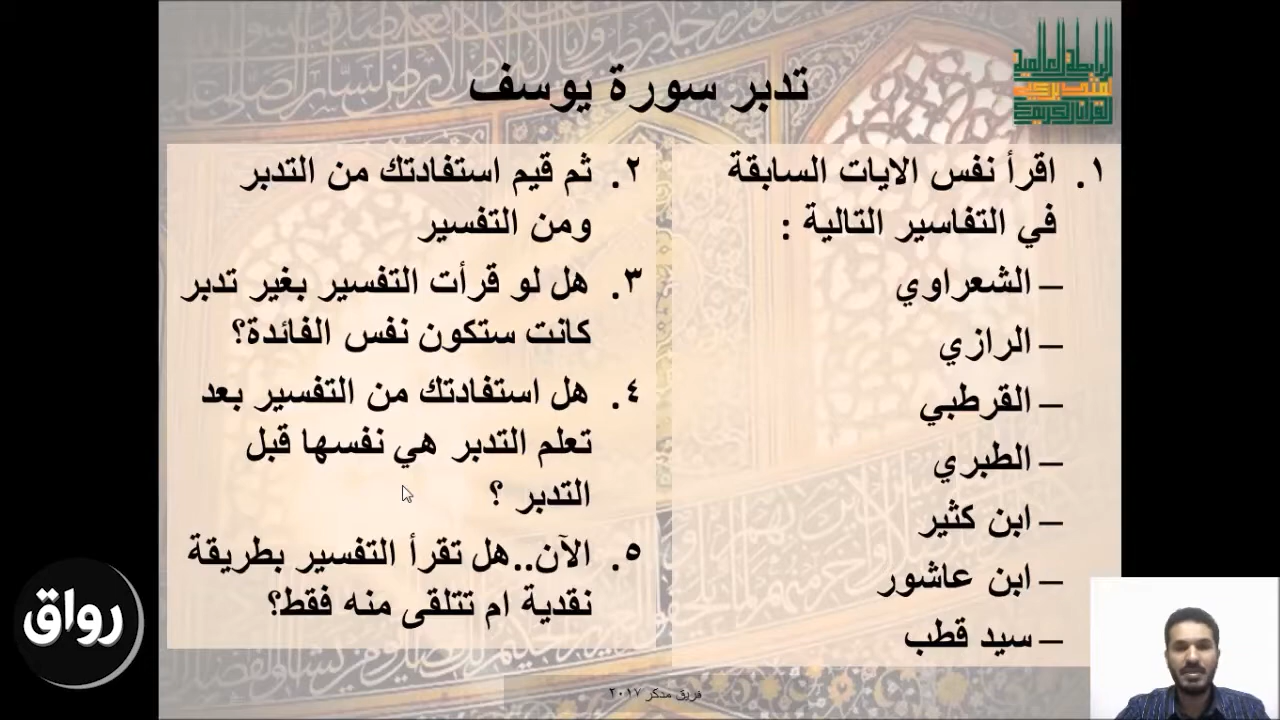 تدبر سورة يوسف
١. اقرأ نفس الايات السابقة
في التفاسير التالية :
– الشعراوي
– الرازي
– القرطبي
– الطبري
– ابن كثير
– ابن عاشور
– سيد قطب
٢. ثم قيم استفادتك من التدبر
ومن التفسير
٣. هل لو قرأت التفسير بغير تدبر
كانت ستكون نفس الفائدة؟
٤. هل استفادتك من التفسير بعد
تعلم التدبر هي نفسها قبل
التدبر ؟
٥. الآن..هل تقرأ التفسير بطريقة
نقدية ام تتلقى منه فقط؟
فريق مدكر ٢٠١٧
رواق